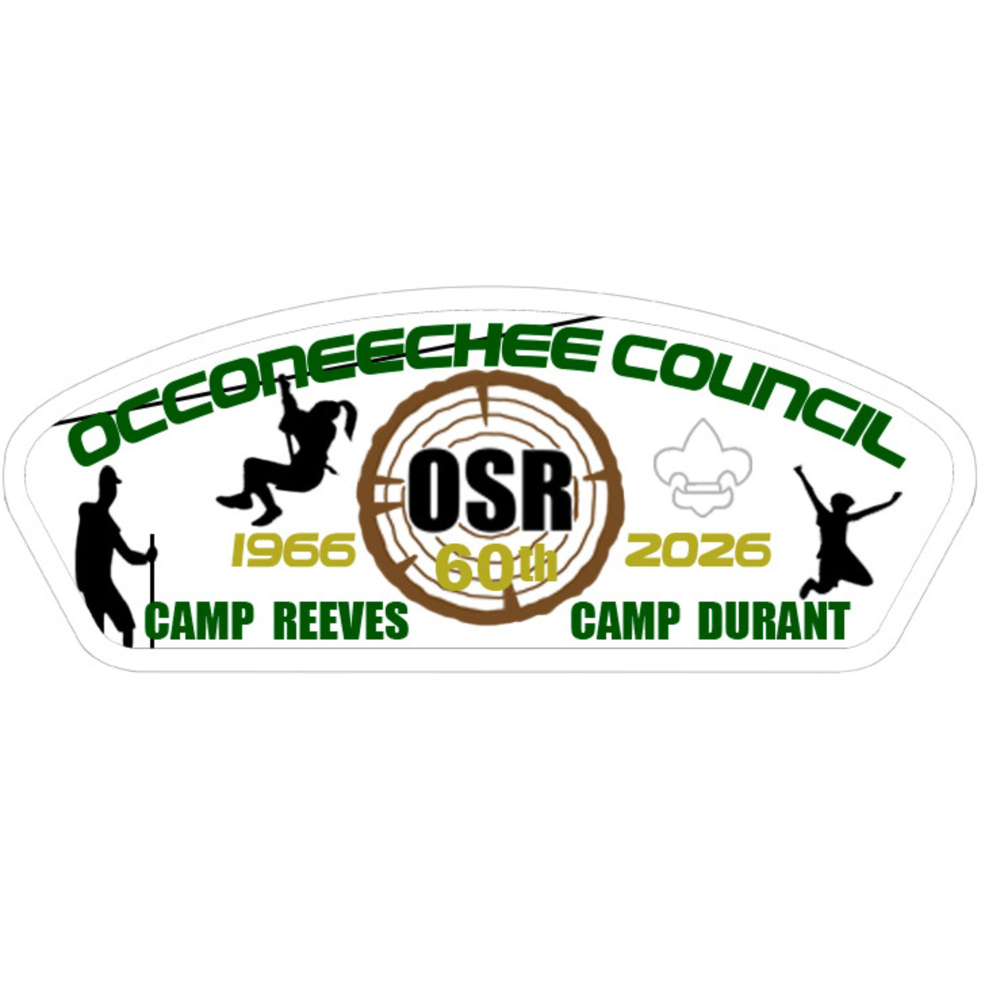 OCCONEECHEE COUNCIL
OSR
1966
60th
2026
CAMP REEVES
CAMP DURANT